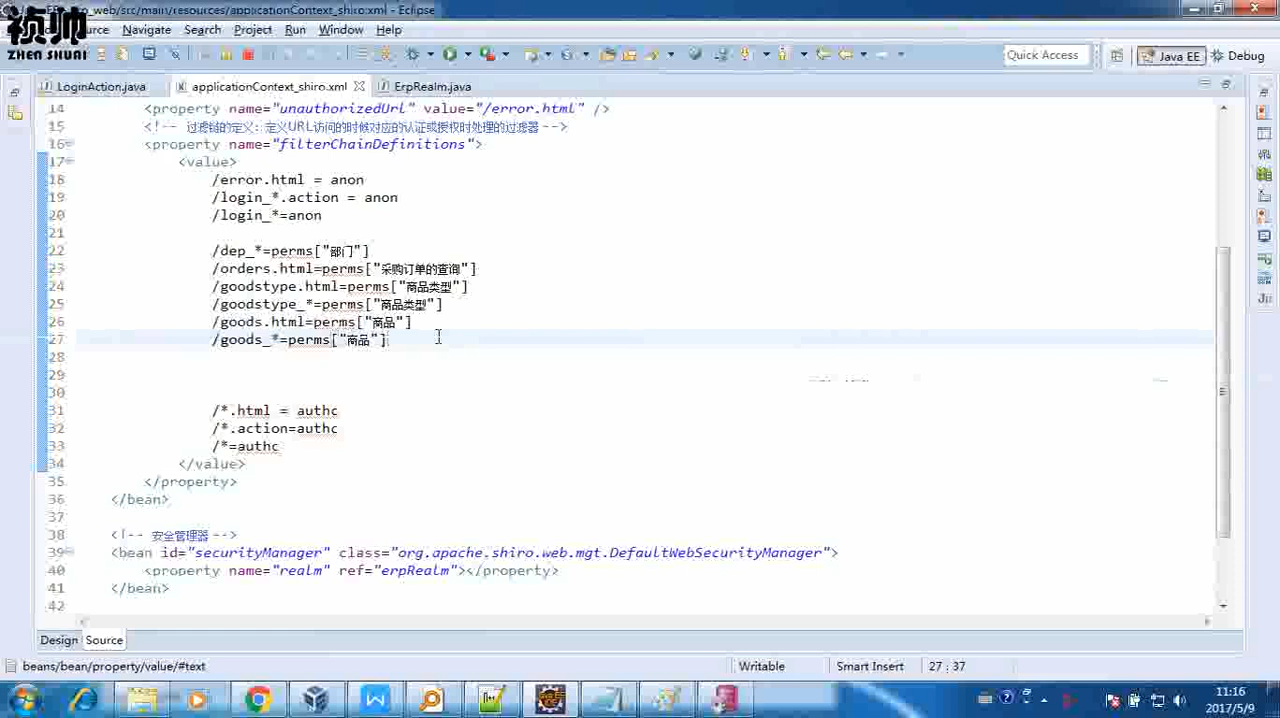 _web/src/main/resources/applicationContext_shiro.xml - Eclipse
祯帅
ZHEN SHUAI
Navigate Search Project Run Window Help
Quick Access
Java EE
Debug
LoginAction.java
applicationContext_shiro.xml
ErpRealm.java
14 <property name="unauthorizedUrl" value="/error.html" />
15 <!-- 过滤链的定义：定义URL访问的时候对应的认证或授权时处理的过滤器 -->
16 <property name="filterChainDefinitions">
17 <value>
18 /error.html = anon
19 /login_*.action = anon
20 /login_*=anon
21
22 /dep_*=perms["部门"]
23 /orders.html=perms["采购订单的查询"]
24 /goodstype.html=perms["商品类型"]
25 /goodstype_*=perms["商品类型"]
26 /goods.html=perms["商品"]
27 /goods_*=perms["商品"]
28
29
30
31 /*.html = authc
32 /*.action=authc
33 /*=authc
34 </value>
35 </property>
36 </bean>
37
38 <!-- 安全管理器 -->
39 <bean id="securityManager" class="org.apache.shiro.web.mgt.DefaultWebSecurityManager">
40 <property name="realm" ref="erpRealm"></property>
41 </bean>
42
Design Source
beans/bean/property/value/#text
Writable
Smart Insert
27 : 37
11:16
2017/5/9